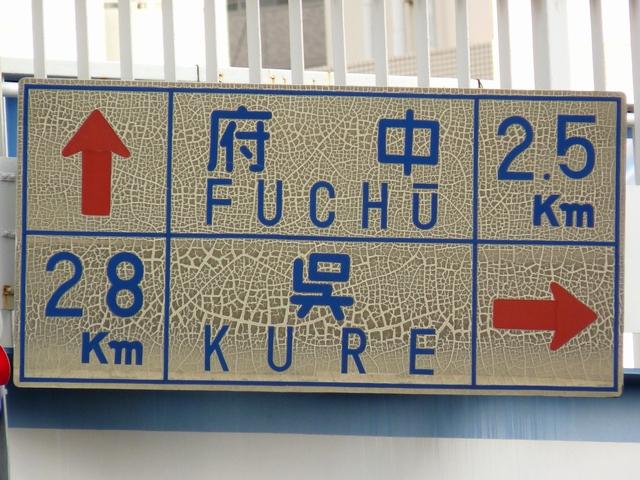 府中 2.5
FUCHŪ Km
28 呉
Km KURE